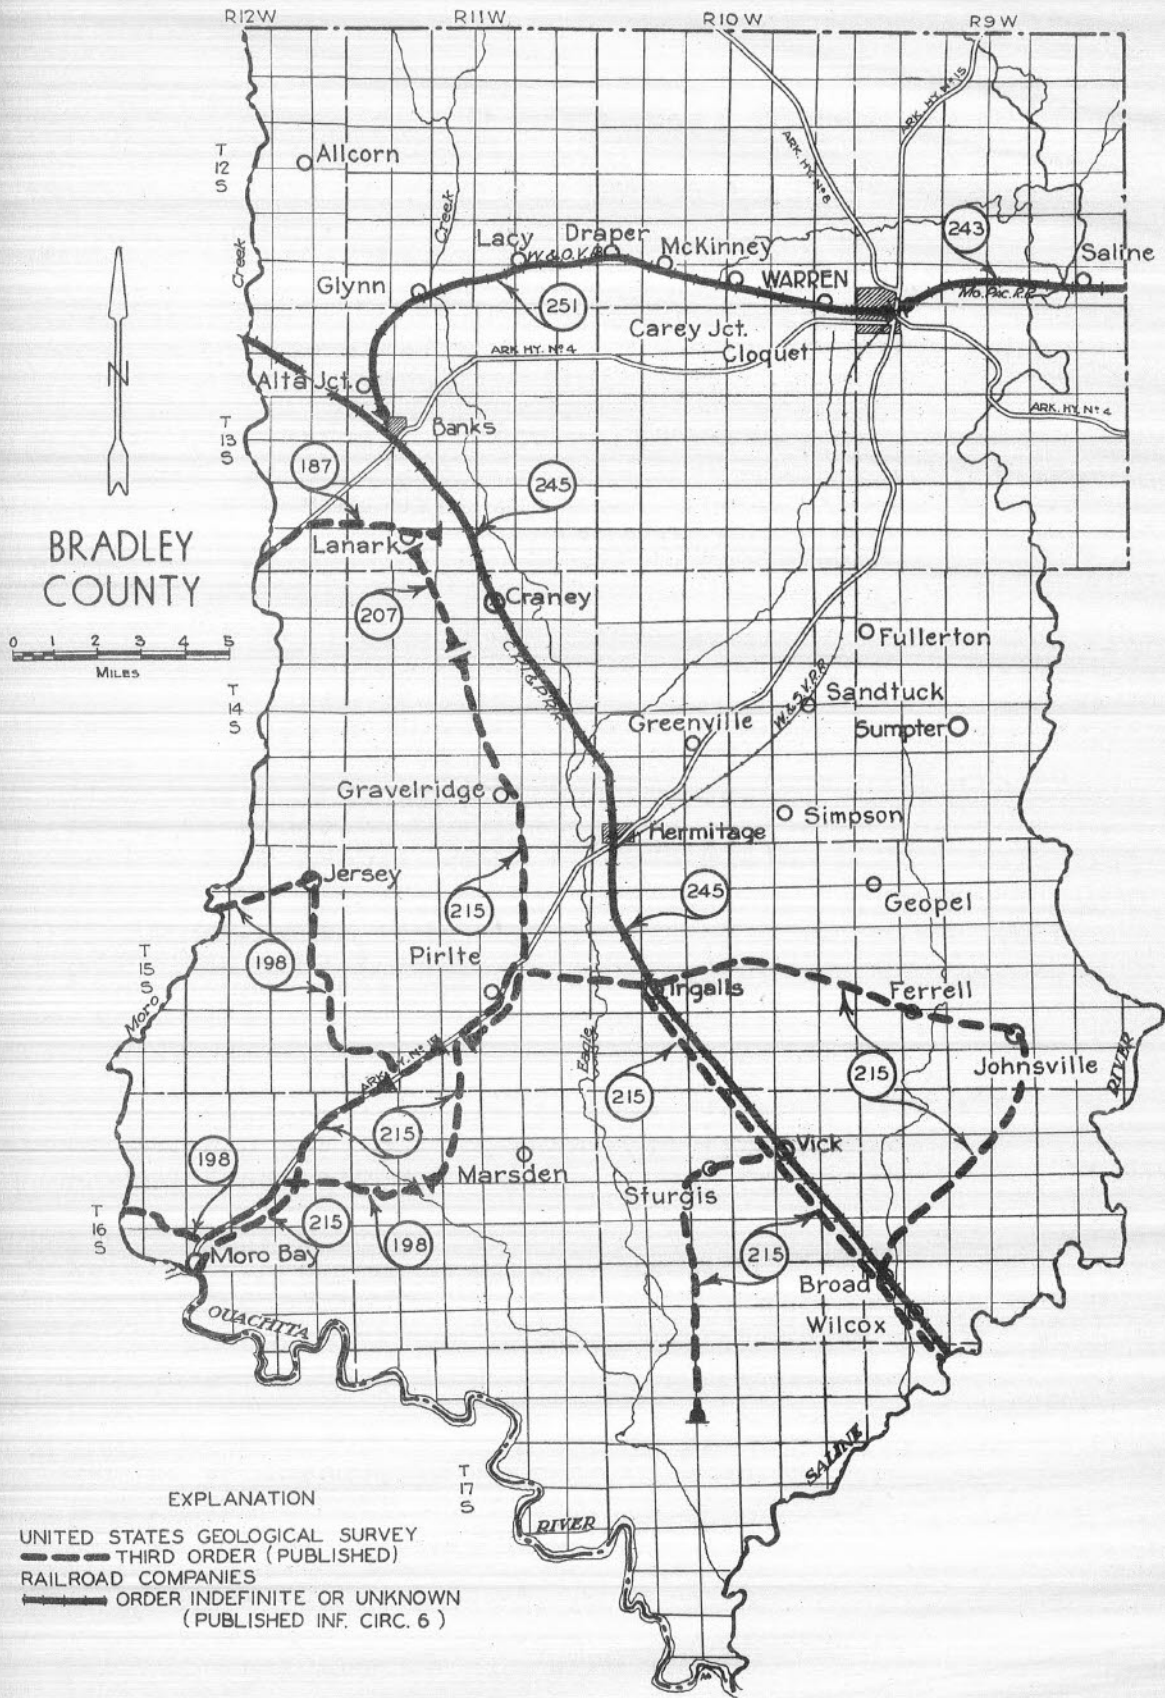 R12W R11W R10W R9W
ARK. HY. Nº 15
ARK. HY. Nº 8
T
12
S
Allcorn
Creek
Creek
243
Lacy
Draper
McKinney
Saline
W. & O. V. R.
Glynn
251
WARREN
Mo. Pac. R.R.
Carey Jct.
Cloquet
ARK HY. Nº 4
N
Alta Jct.
ARK. HY. Nº 4
Banks
T
13
S
187
245
BRADLEY
COUNTY
Lanark
Craney
207
0 1 2 3 4 5
MILES
Fullerton
C.R.I. & P. R.R.
T
14
S
Sandtuck
W. & S. V. R.R.
Greenville
Sumpter
Gravelridge
Simpson
Hermitage
Jersey
245
Geopel
215
198
Pirlte
T
15
S
Ingalls
Ferrell
Moro
Eagle
ARK. HY. Nº
Johnsville
RIVER
215
215
215
198
Marsden
Vick
Sturgis
T
16
S
215
198
215
Moro Bay
Broad
Wilcox
OUACHITA
SALINE
T
17
S
RIVER
EXPLANATION
UNITED STATES GEOLOGICAL SURVEY
THIRD ORDER (PUBLISHED)
RAILROAD COMPANIES
ORDER INDEFINITE OR UNKNOWN
(PUBLISHED INF. CIRC. 6)